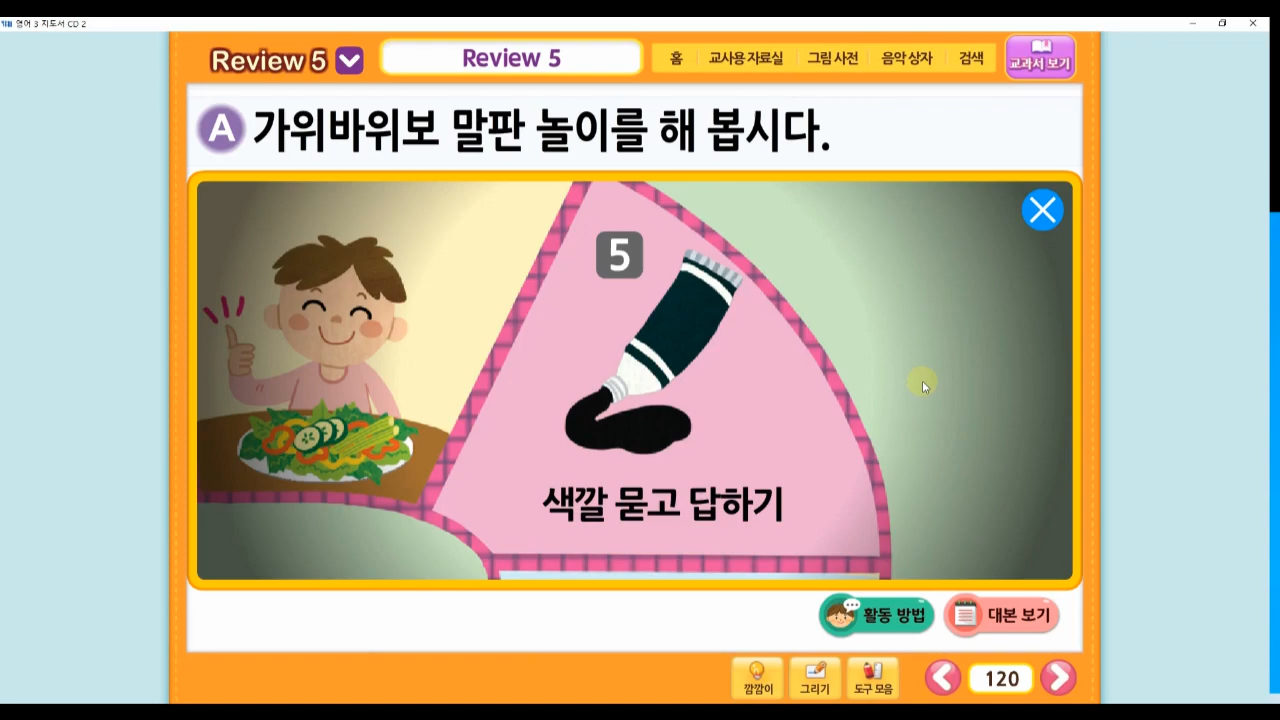 영어 3 지도서 CD 2
Review 5
Review 5
홈 교사용 자료실 그림 사전 음악 상자 검색
교과서 보기
A 가위바위보 말판 놀이를 해 봅시다.
5
색깔 묻고 답하기
활동 방법
대본 보기
깜깜이
그리기
도구 모음
120